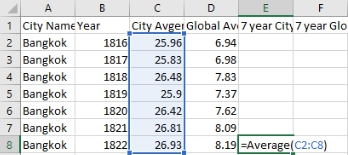 A B C D E F
1 City Name Year City Avger Global Av 7 year City 7 year Glo
2 Bangkok 1816 25.96 6.94
3 Bangkok 1817 25.83 6.98
4 Bangkok 1818 26.48 7.83
5 Bangkok 1819 25.9 7.37
6 Bangkok 1820 26.42 7.62
7 Bangkok 1821 26.81 8.09
8 Bangkok 1822 26.93 8.19 =Average(C2:C8)